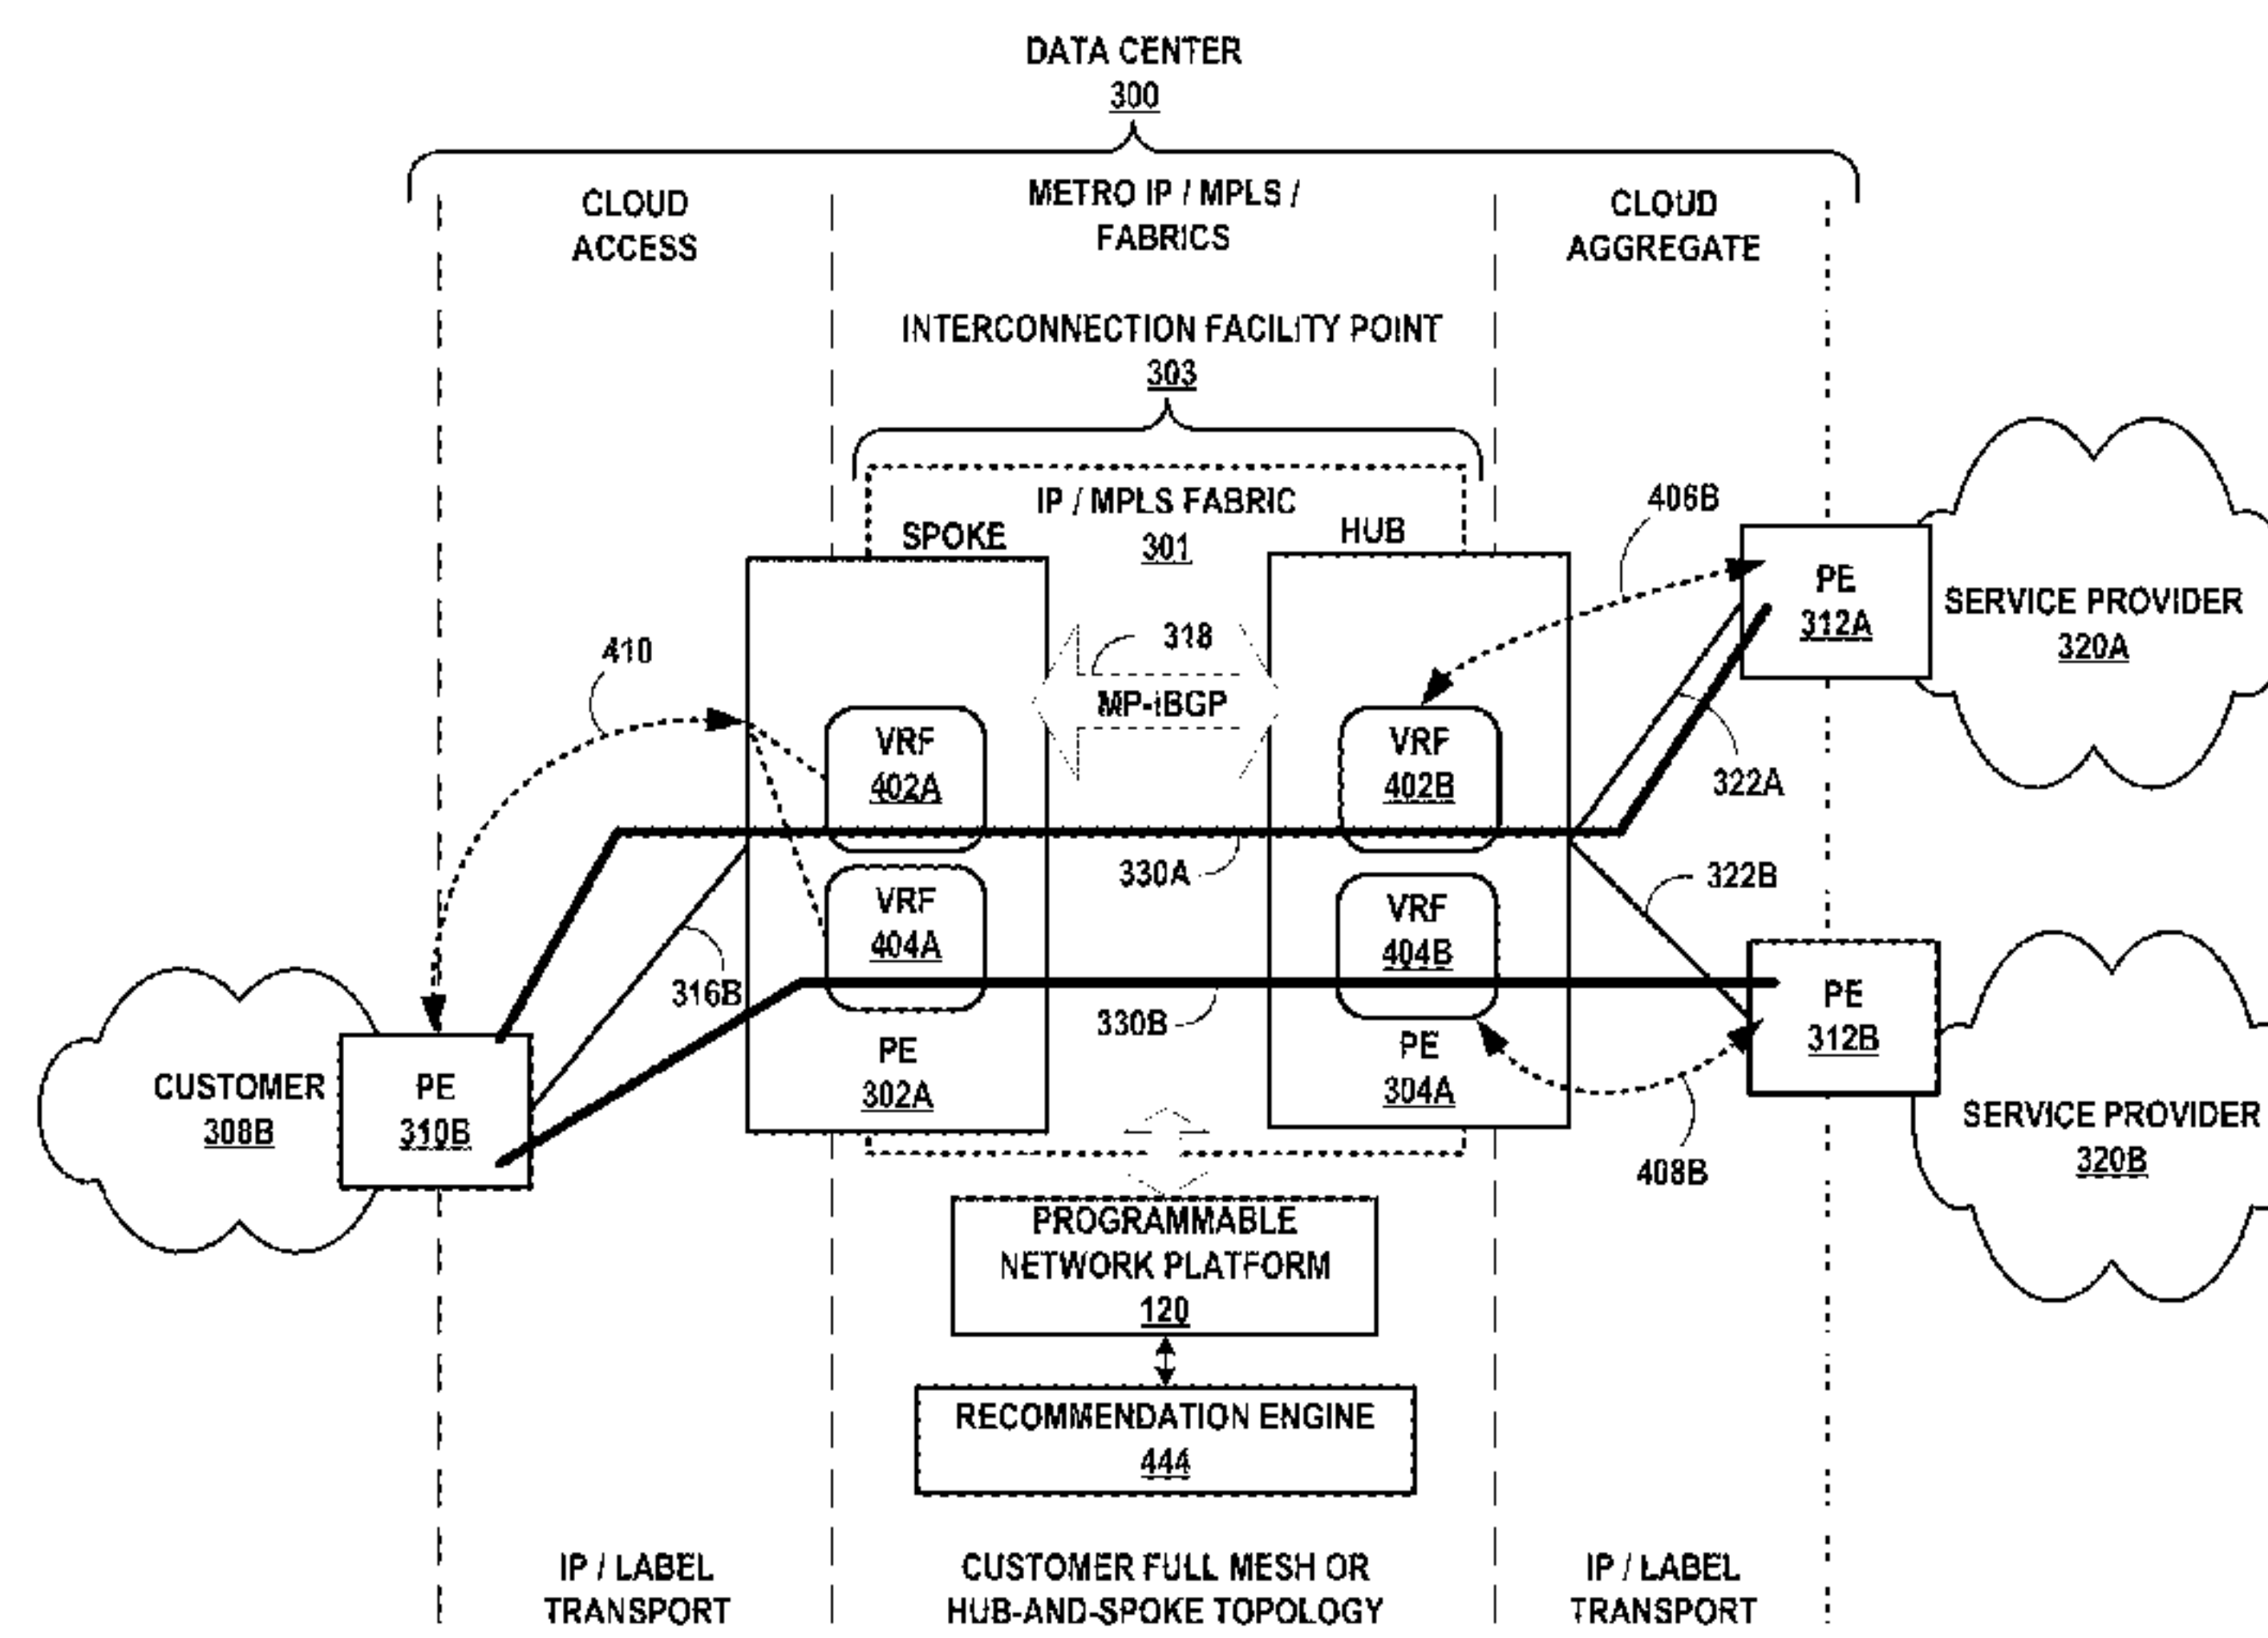 DATA CENTER
300
CLOUD
ACCESS
METRO IP / MPLS /
FABRICS
CLOUD
AGGREGATE
INTERCONNECTION FACILITY POINT
303
IP / MPLS FABRIC
301
SPOKE
HUB
406B
PE
312A
SERVICE PROVIDER
320A
410
318
MP-iBGP
VRF
402A
VRF
402B
322A
330A
322B
VRF
404A
VRF
404B
316B
330B
PE
302A
PE
304A
PE
312B
CUSTOMER
308B
PE
310B
408B
SERVICE PROVIDER
320B
PROGRAMMABLE
NETWORK PLATFORM
120
RECOMMENDATION ENGINE
444
IP / LABEL
TRANSPORT
CUSTOMER FULL MESH OR
HUB-AND-SPOKE TOPOLOGY
IP / LABEL
TRANSPORT